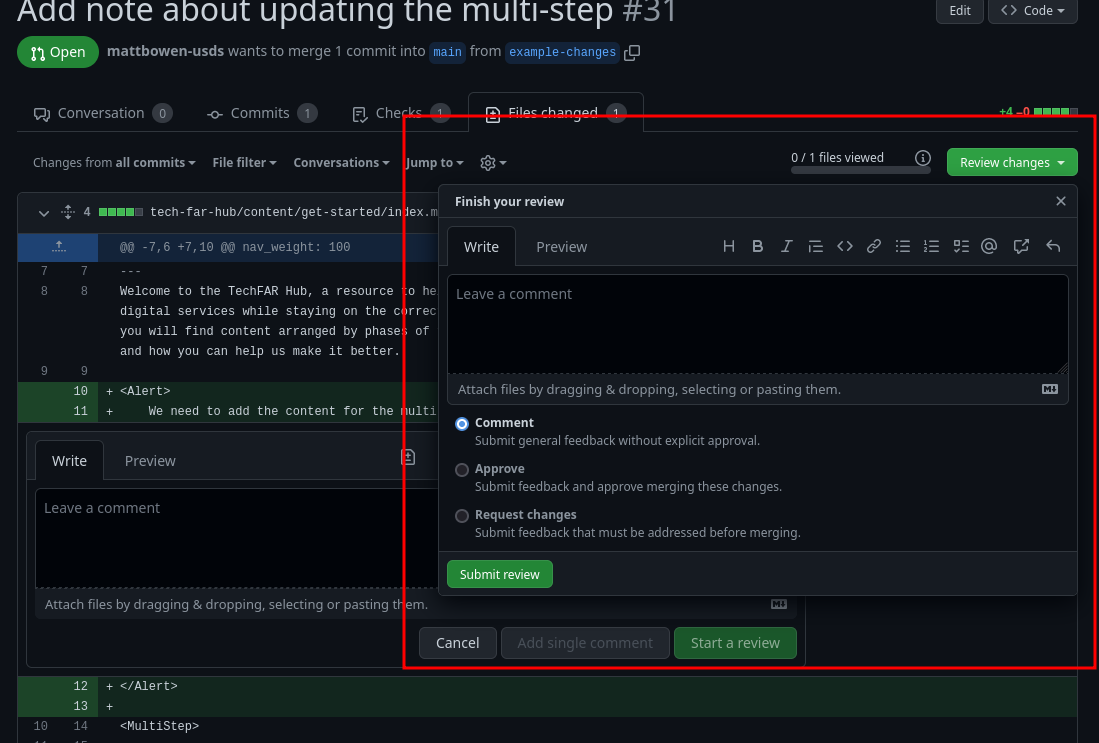 Add note about updating the multi-step #31
Edit
Code
Open
mattbowen-usds wants to merge 1 commit into main from example-changes
Conversation 0
Commits 1
Checks 1
Files changed 1
+4 −0
Changes from all commits
File filter
Conversations
Jump to
0 / 1 files viewed
Review changes
4 tech-far-hub/content/get-started/index.m
@@ -7,6 +7,10 @@ nav_weight: 100
7 7 ---
8 8 Welcome to the TechFAR Hub, a resource to he
digital services while staying on the correc
you will find content arranged by phases of
and how you can help us make it better.
9 9
10 + <Alert>
11 + We need to add the content for the multi
Write
Preview
Leave a comment
Attach files by dragging & dropping, selecting or pasting them.
Cancel
Add single comment
Start a review
12 + </Alert>
13 +
10 14 <MultiStep>
Finish your review
Write
Preview
Leave a comment
Attach files by dragging & dropping, selecting or pasting them.
Comment
Submit general feedback without explicit approval.
Approve
Submit feedback and approve merging these changes.
Request changes
Submit feedback that must be addressed before merging.
Submit review